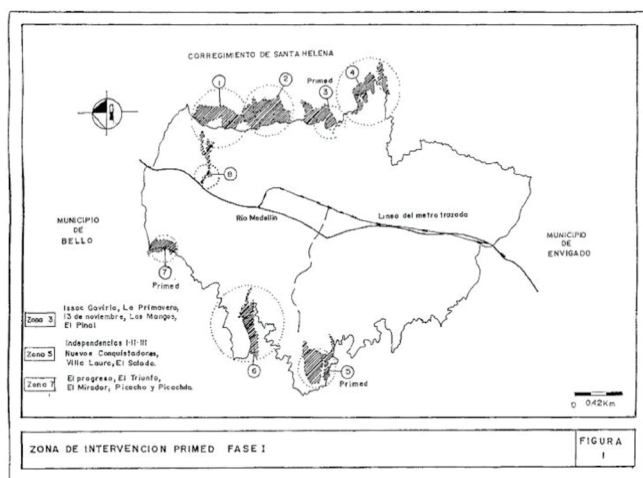 CORREGIMIENTO DE SANTA HELENA
1
2
Primed
3
4
8
MUNICIPIO
DE
BELLO
Río Medellín
Línea del metro trazada
MUNICIPIO
DE
ENVIGADO
7
Primed
6
5
Primed
Zona 3
Isaac Gaviria, La Primavera,
13 de noviembre, Los Mangos,
El Pinal
Zona 5
Independencias I-II-III
Nuevos Conquistadores,
Villa Laura, El Salado.
Zona 7
El progreso, El Triunfo,
El Mirador, Picacho y Picachito.
0 0.42Km
ZONA DE INTERVENCION PRIMED FASE I
FIGURA
1